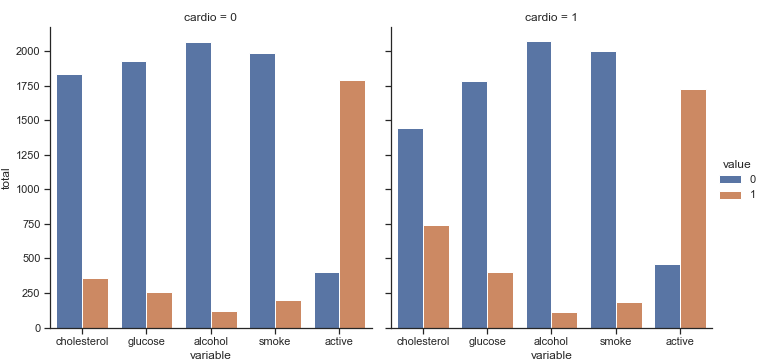 cardio = 0
cardio = 1
total
2000
1750
1500
1250
1000
750
500
250
0
cholesterol glucose alcohol smoke active
variable
cholesterol glucose alcohol smoke active
variable
value
0
1